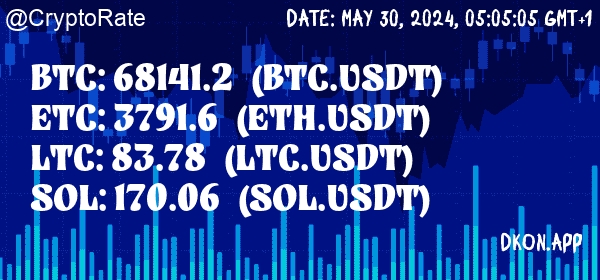 @CryptoRate
DATE: MAY 30, 2024, 05:05:05 GMT+1
BTC: 68141.2 (BTC.USDT)
ETC: 3791.6 (ETH.USDT)
LTC: 83.78 (LTC.USDT)
SOL: 170.06 (SOL.USDT)
DKON.APP